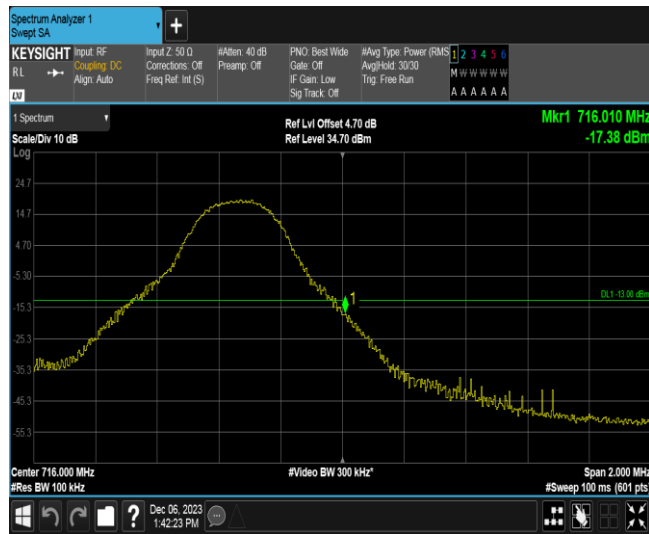 Spectrum Analyzer 1
Swept SA
KEYSIGHT
RL
LXI
Input: RF
Coupling: DC
Align: Auto
Input Z: 50 Ω
Corrections: Off
Freq Ref: Int (S)
#Atten: 40 dB
Preamp: Off
PNO: Best Wide
Gate: Off
IF Gain: Low
Sig Track: Off
#Avg Type: Power (RMS
Avg|Hold: 30/30
Trig: Free Run
1 2 3 4 5 6
M W W W W W
A A A A A A
1 Spectrum
Scale/Div 10 dB
Ref Lvl Offset 4.70 dB
Ref Level 34.70 dBm
Mkr1 716.010 MHz
-17.38 dBm
Log
24.7
14.7
4.70
-5.30
-15.3
-25.3
-35.3
-45.3
-55.3
1
DL1 -13.00 dBm
Center 716.000 MHz
#Video BW 300 kHz*
Span 2.000 MHz
#Res BW 100 kHz
#Sweep 100 ms (601 pts)
Dec 06, 2023
1:42:23 PM